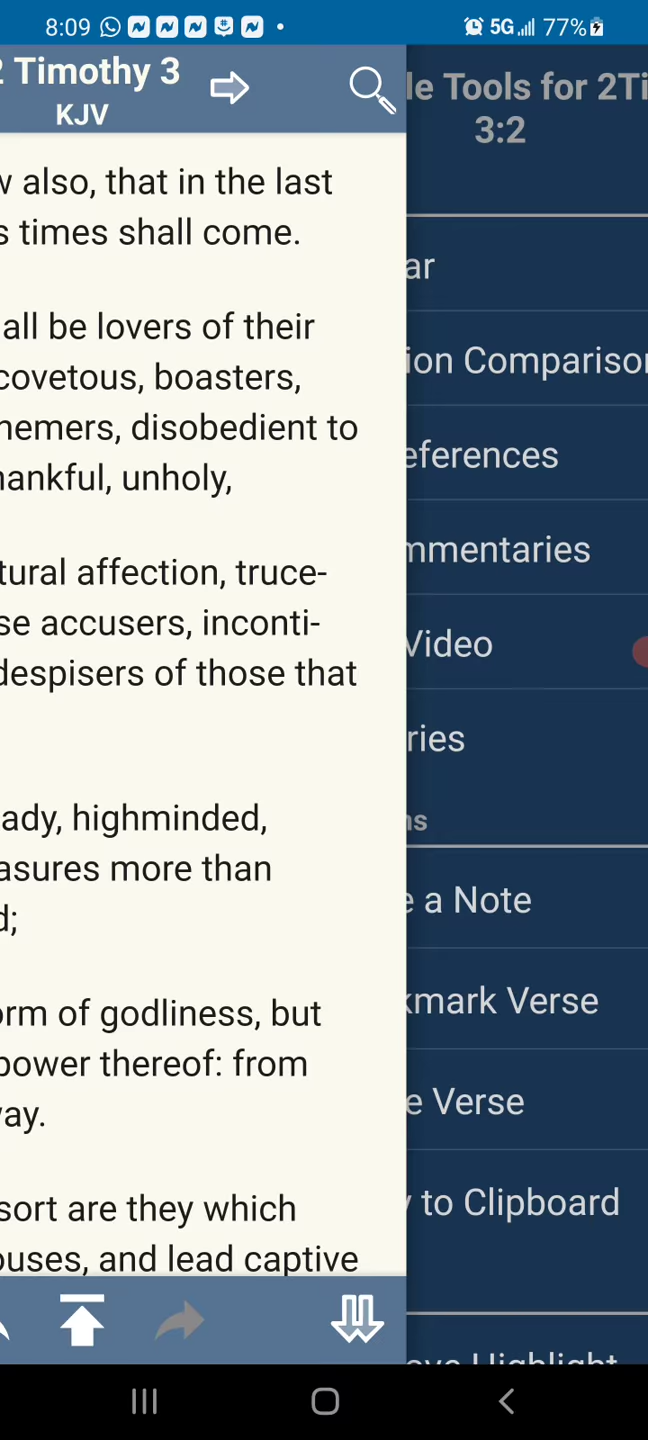 8:09 5G 77%
2 Timothy 3
KJV
le Tools for 2Ti
3:2
w also, that in the last
s times shall come.
all be lovers of their
covetous, boasters,
hemers, disobedient to
hankful, unholy,
tural affection, truce-
se accusers, inconti-
despisers of those that
ady, highminded,
asures more than
d;
orm of godliness, but
power thereof: from
vay.
sort are they which
ouses, and lead captive
ar
ion Comparison
eferences
mmentaries
Video
ries
ns
e a Note
kmark Verse
e Verse
y to Clipboard
ove Highlight